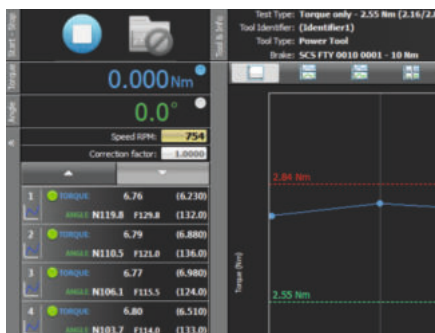 Start - Stop
Torque
0.000 Nm
Angle
0.0°
Speed RPM: 754
Correction factor: 1.0000
1 TORQUE: 6.76 (6.230)
ANGLE: N119.8 F129.8 (132.0)
2 TORQUE: 6.79 (6.880)
ANGLE: N110.5 F121.0 (136.0)
3 TORQUE: 6.77 (6.980)
ANGLE: N106.1 F115.5 (124.0)
4 TORQUE: 6.80 (6.510)
ANGLE: N103.7 F114.0 (133.0)
Tool & Info
Test Type: Torque only - 2.55 Nm (2.16/2.
Tool Identifier: (Identifier1)
Tool Type: Power Tool
Brake: SCS FTY 0010 0001 - 10 Nm
2.84 Nm
Torque (Nm)
2.55 Nm